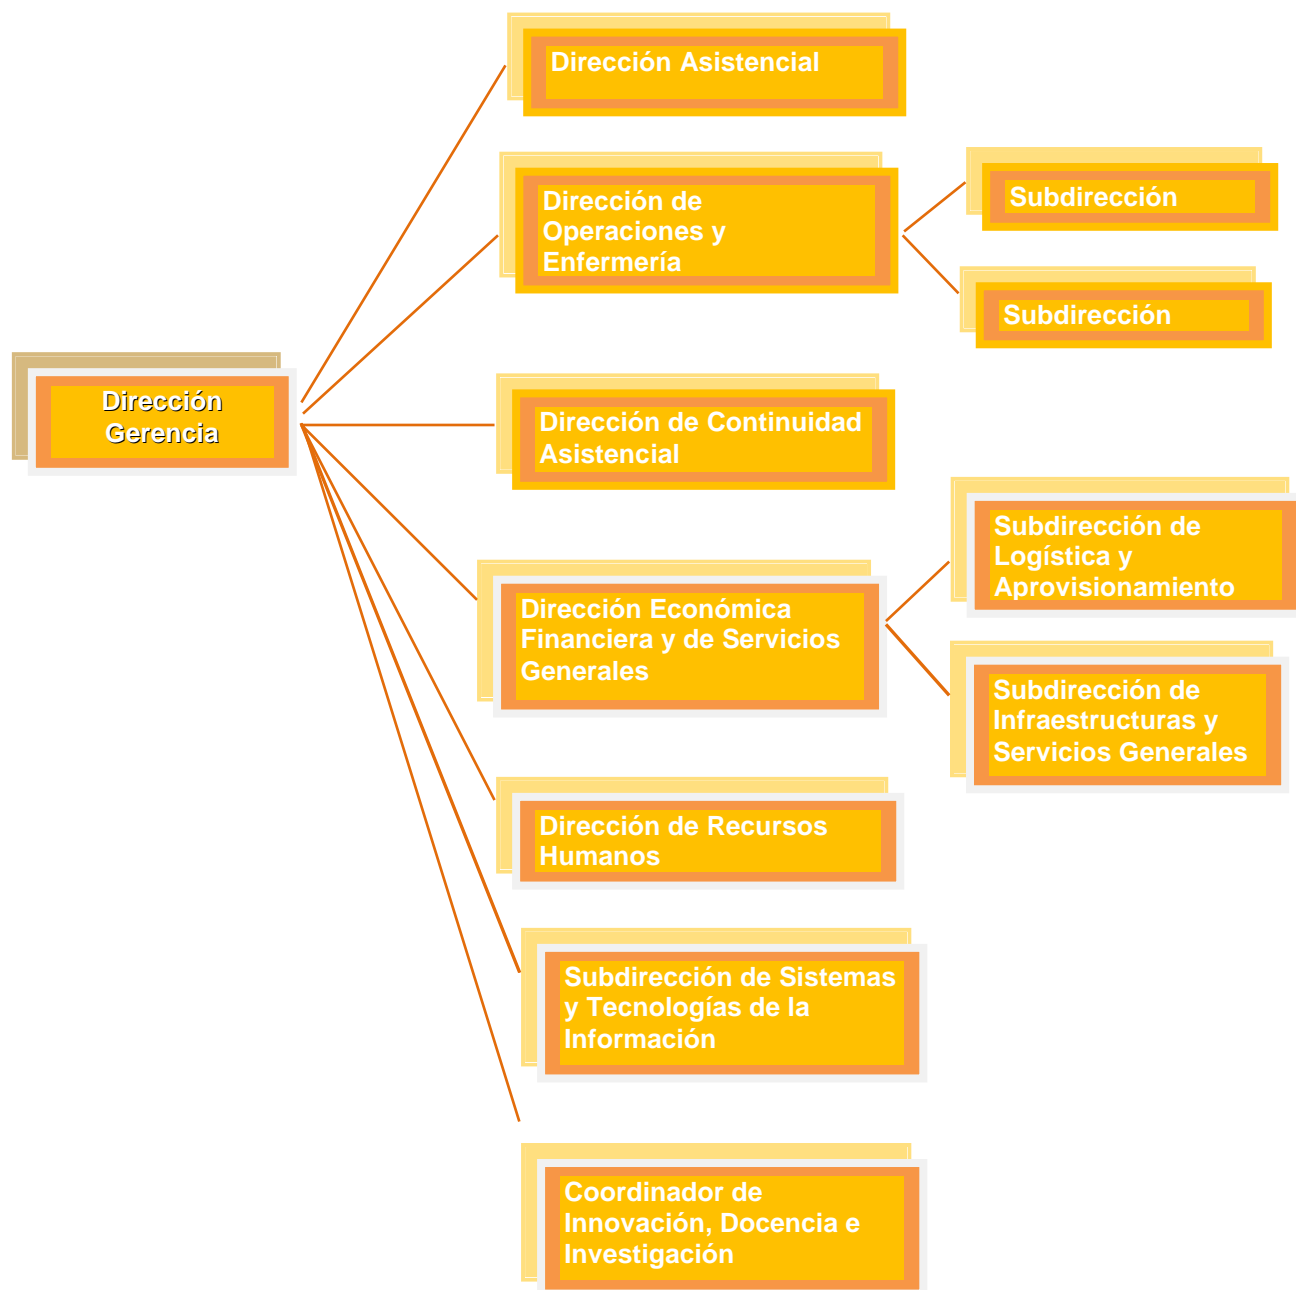 Dirección Asistencial
Dirección de
Operaciones y
Enfermería
Subdirección
Subdirección
Dirección
Gerencia
Dirección de Continuidad
Asistencial
Subdirección de
Logística y
Aprovisionamiento
Dirección Económica
Financiera y de Servicios
Generales
Subdirección de
Infraestructuras y
Servicios Generales
Dirección de Recursos
Humanos
Subdirección de Sistemas
y Tecnologías de la
Información
Coordinador de
Innovación, Docencia e
Investigación